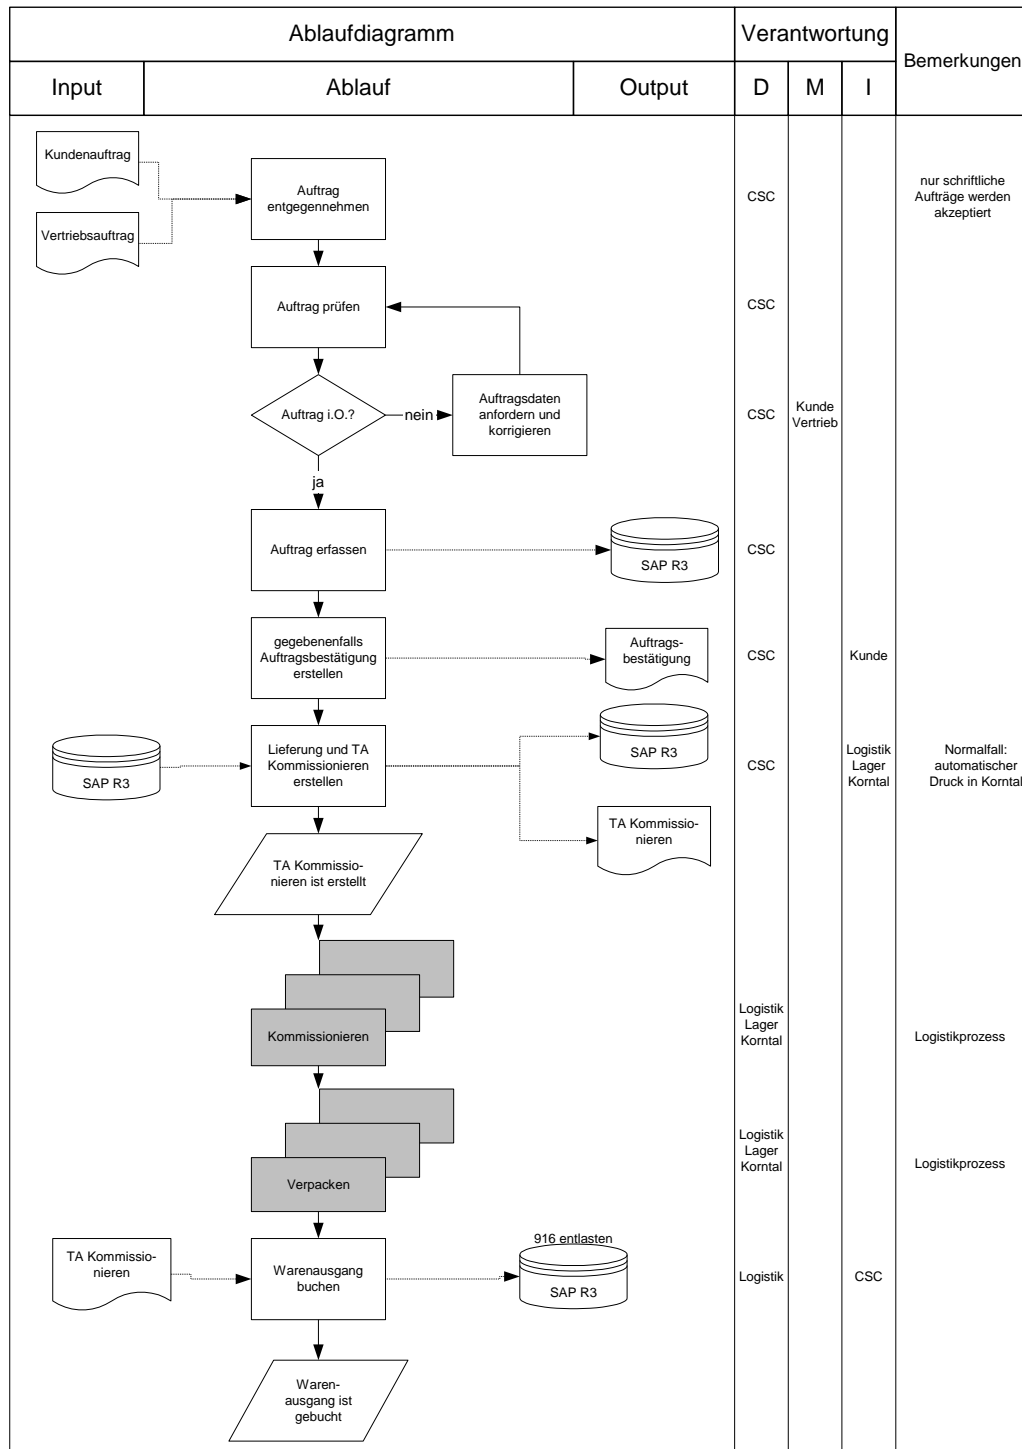 Ablaufdiagramm
Verantwortung
Bemerkungen
Input
Ablauf
Output
D
M
I
Kundenauftrag
Vertriebsauftrag
Auftrag
entgegennehmen
CSC
nur schriftliche
Aufträge werden
akzeptiert
Auftrag prüfen
CSC
Auftrag i.O.?
nein
Auftragsdaten
anfordern und
korrigieren
CSC
Kunde
Vertrieb
ja
Auftrag erfassen
SAP R3
CSC
gegebenenfalls
Auftragsbestätigung
erstellen
Auftrags-
bestätigung
CSC
Kunde
SAP R3
Lieferung und TA
Kommissionieren
erstellen
SAP R3
CSC
Logistik
Lager
Korntal
Normalfall:
automatischer
Druck in Korntal
TA Kommissio-
nieren
TA Kommissio-
nieren ist erstellt
Kommissionieren
Logistik
Lager
Korntal
Logistikprozess
Verpacken
Logistik
Lager
Korntal
Logistikprozess
TA Kommissio-
nieren
Warenausgang
buchen
916 entlasten
SAP R3
Logistik
CSC
Waren-
ausgang ist
gebucht